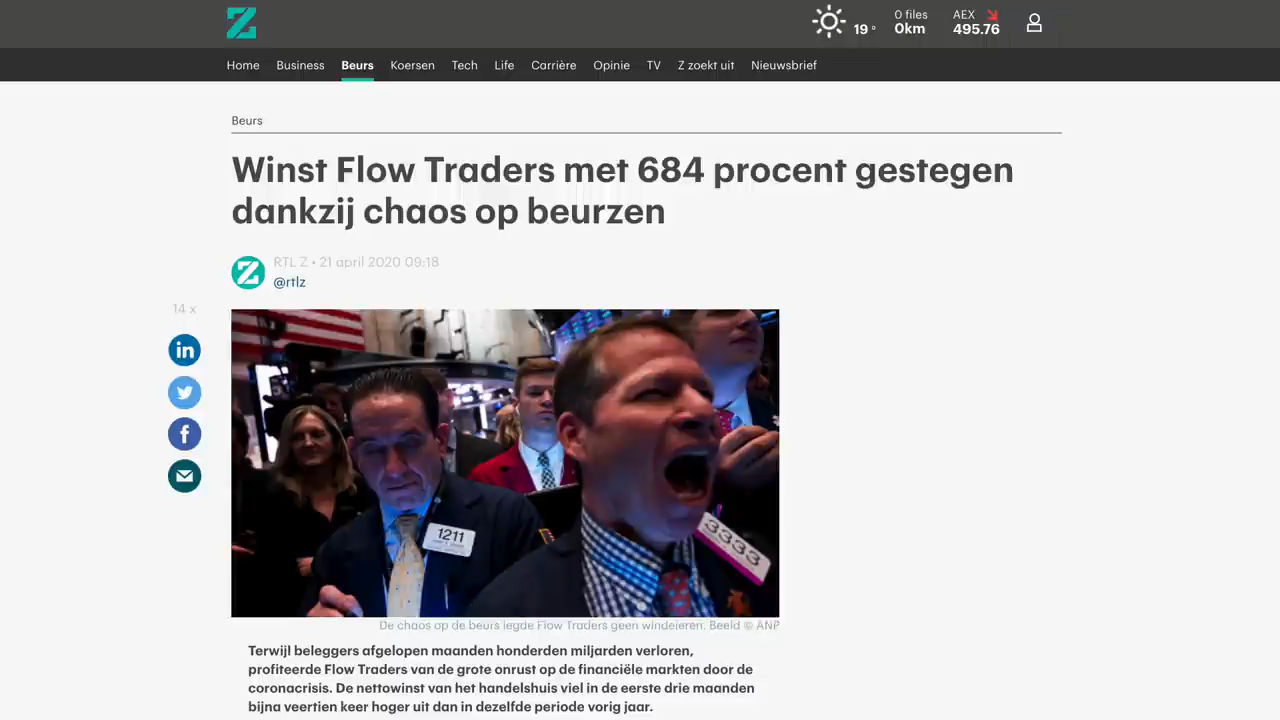 Z
19 °
0 files
0km
AEX
495.76
Home Business Beurs Koersen Tech Life Carrière Opinie TV Z zoekt uit Nieuwsbrief
Beurs
Winst Flow Traders met 684 procent gestegen
dankzij chaos op beurzen
RTL Z • 21 april 2020 09:18
@rtlz
14 x
1211
3333
De chaos op de beurs legde Flow Traders geen windeieren. Beeld © ANP
Terwijl beleggers afgelopen maanden honderden miljarden verloren,
profiteerde Flow Traders van de grote onrust op de financiële markten door de
coronacrisis. De nettowinst van het handelshuis viel in de eerste drie maanden
bijna veertien keer hoger uit dan in dezelfde periode vorig jaar.